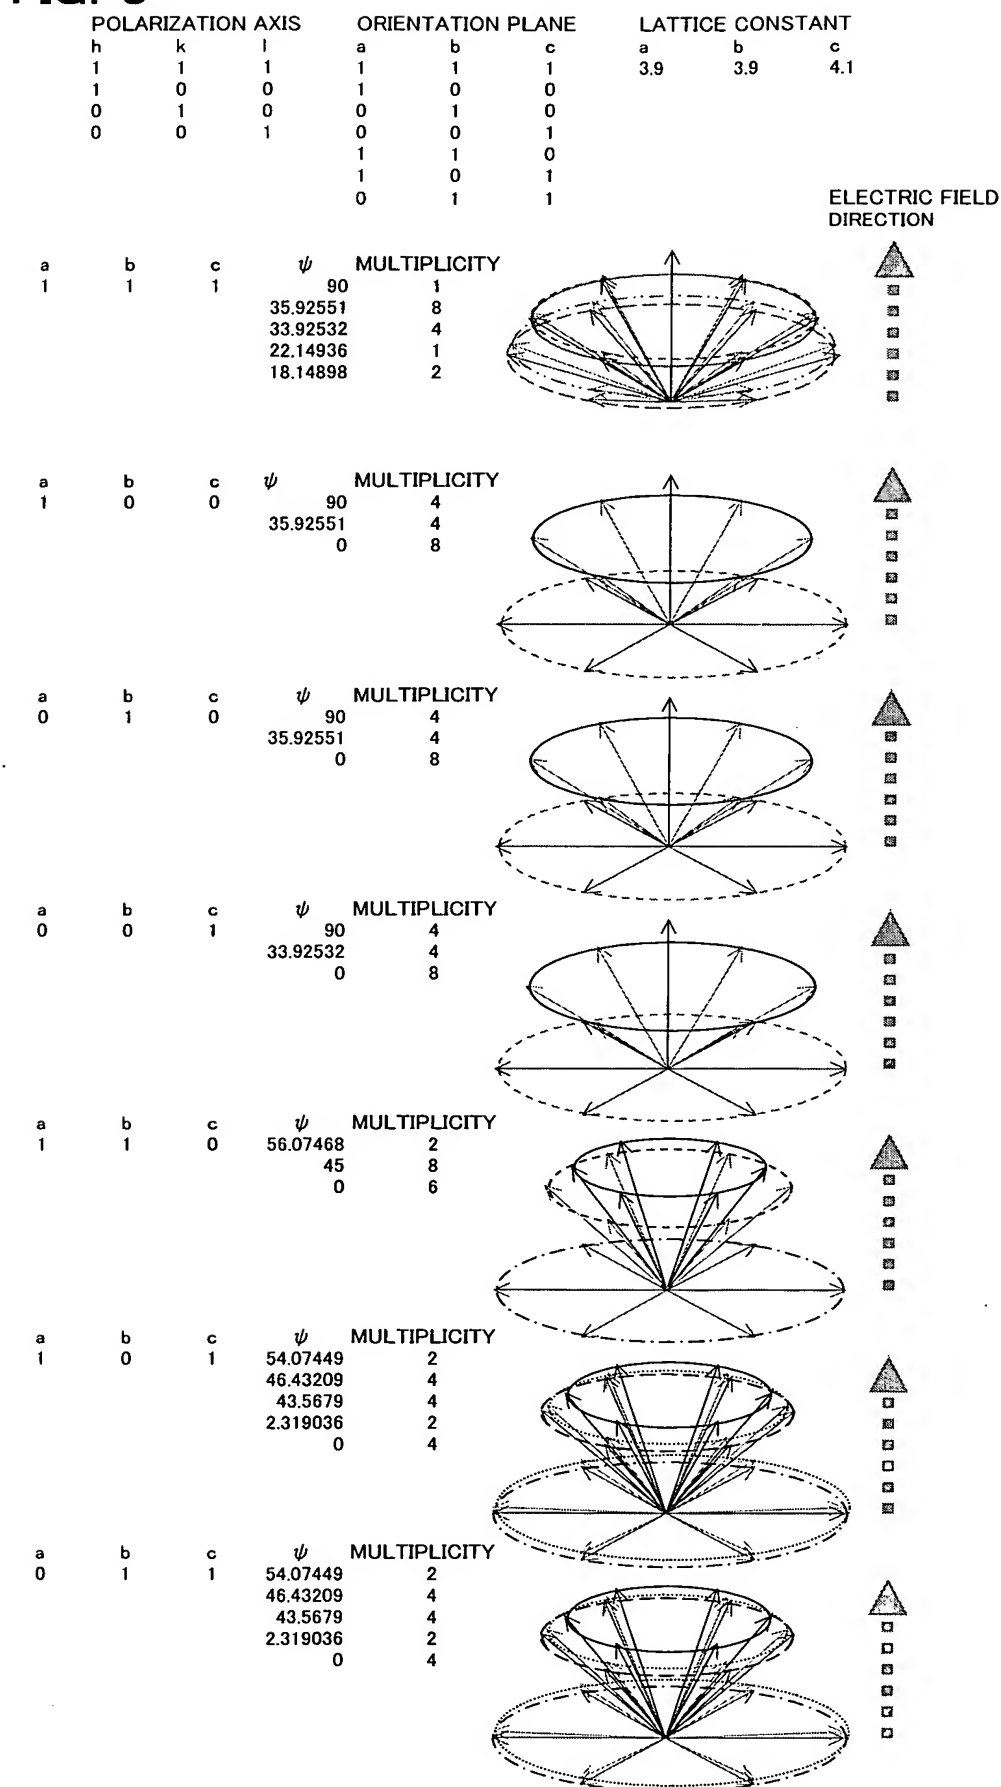 POLARIZATION AXIS ORIENTATION PLANE LATTICE CONSTANT
h k l a b c a b c
1 1 1 1 1 1 3.9 3.9 4.1
1 0 0 1 0 0
0 1 0 0 1 0
0 0 1 0 0 1
1 1 0
1 0 1
0 1 1
ELECTRIC FIELD
DIRECTION
a b c ψ MULTIPLICITY
1 1 1 90 1
35.92551 8
33.92532 4
22.14936 1
18.14898 2
a b c ψ MULTIPLICITY
1 0 0 90 4
35.92551 4
0 8
a b c ψ MULTIPLICITY
0 1 0 90 4
35.92551 4
0 8
a b c ψ MULTIPLICITY
0 0 1 90 4
33.92532 4
0 8
a b c ψ MULTIPLICITY
1 1 0 56.07468 2
45 8
0 6
a b c ψ MULTIPLICITY
1 0 1 54.07449 2
46.43209 4
43.5679 4
2.319036 2
0 4
a b c ψ MULTIPLICITY
0 1 1 54.07449 2
46.43209 4
43.5679 4
2.319036 2
0 4